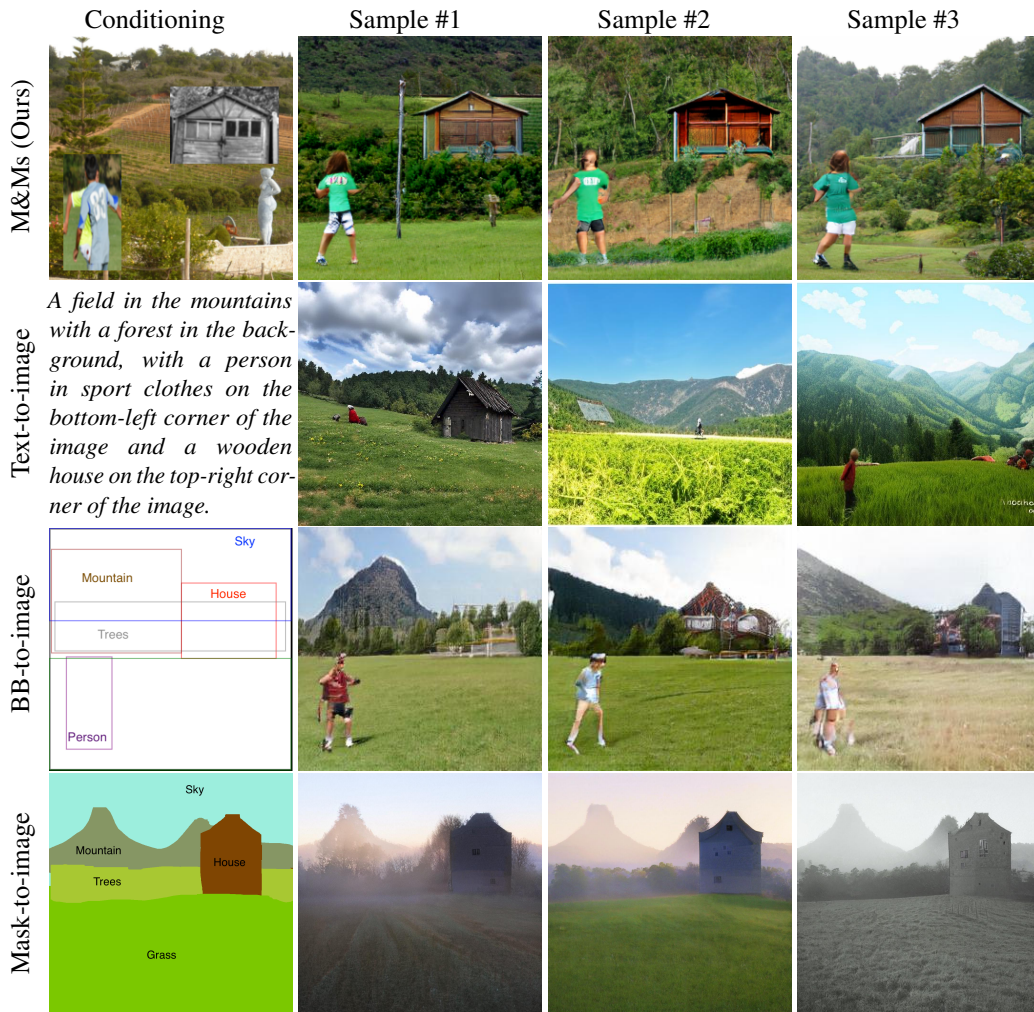 Conditioning Sample #1 Sample #2 Sample #3
M&Ms (Ours)
Text-to-image
A field in the mountains
with a forest in the back-
ground, with a person
in sport clothes on the
bottom-left corner of the
image and a wooden
house on the top-right cor-
ner of the image.
BB-to-image
Sky
Mountain
House
Trees
Person
Mask-to-image
Sky
Mountain
House
Trees
Grass